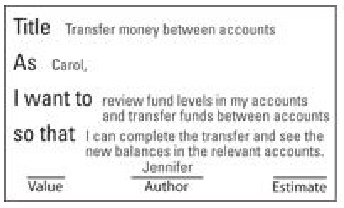 Title Transfer money between accounts
As Carol,
I want to review fund levels in my accounts
and transfer funds between accounts
so that I can complete the transfer and see the
new balances in the relevant accounts.
Jennifer
Value Author Estimate